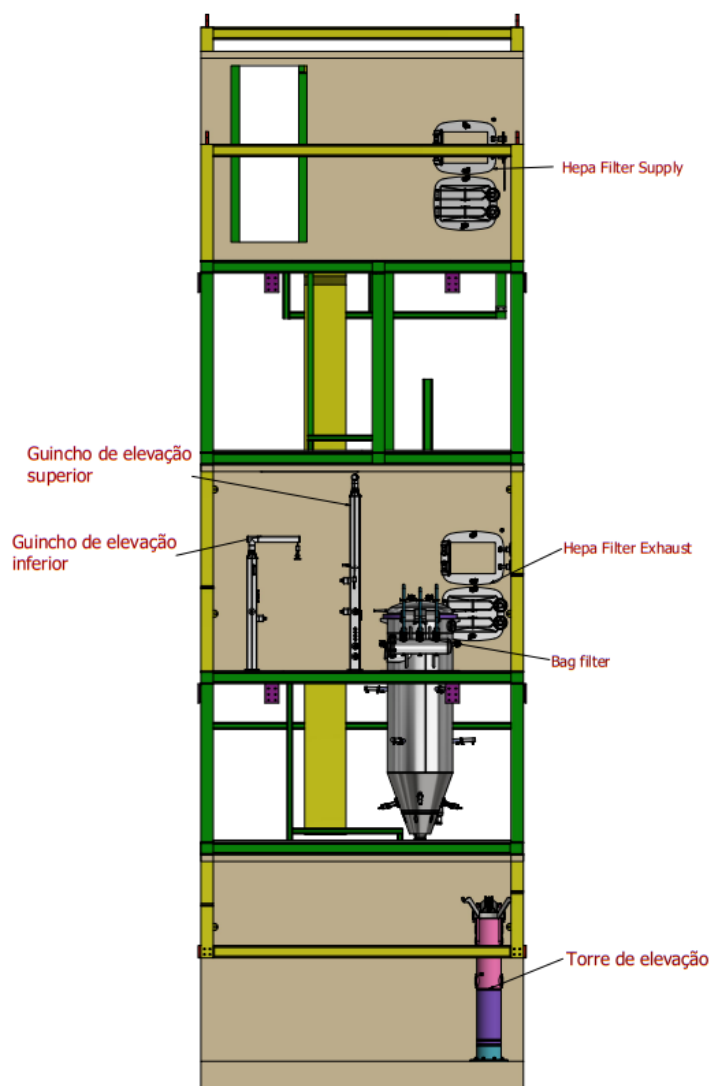 Hepa Filter Supply
Guincho de elevação
superior
Guincho de elevação
inferior
Hepa Filter Exhaust
Bag filter
Torre de elevação